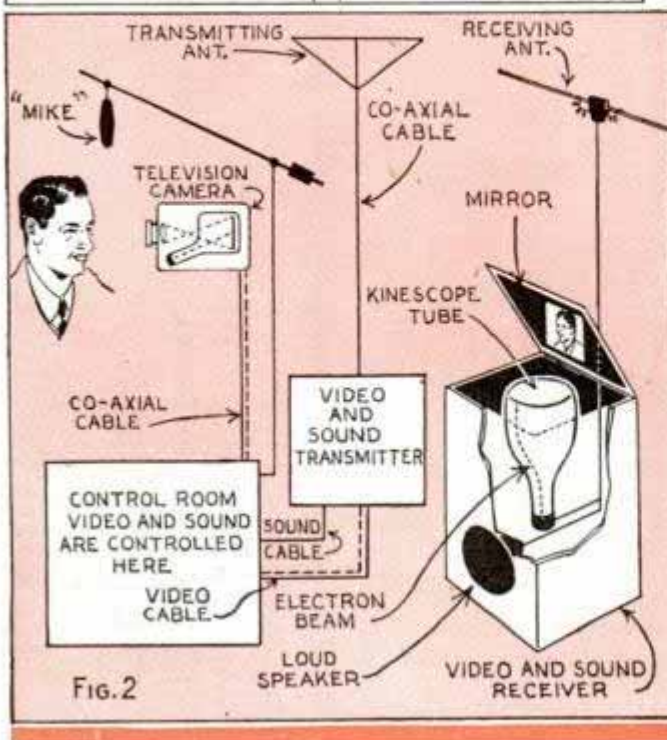 TRANSMITTING
ANT.
RECEIVING
ANT.
"MIKE"
CO-AXIAL
CABLE
TELEVISION
CAMERA
MIRROR
KINESCOPE
TUBE
CO-AXIAL
CABLE
VIDEO
AND
SOUND
TRANSMITTER
CONTROL ROOM
VIDEO AND SOUND
ARE CONTROLLED
HERE
SOUND
CABLE
VIDEO
CABLE
ELECTRON
BEAM
LOUD
SPEAKER
VIDEO AND SOUND
RECEIVER
FIG. 2